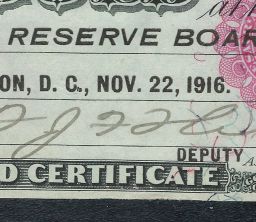 RESERVE BOAR
ON, D. C., NOV. 22, 1916.
DEPUTY
D CERTIFICATE